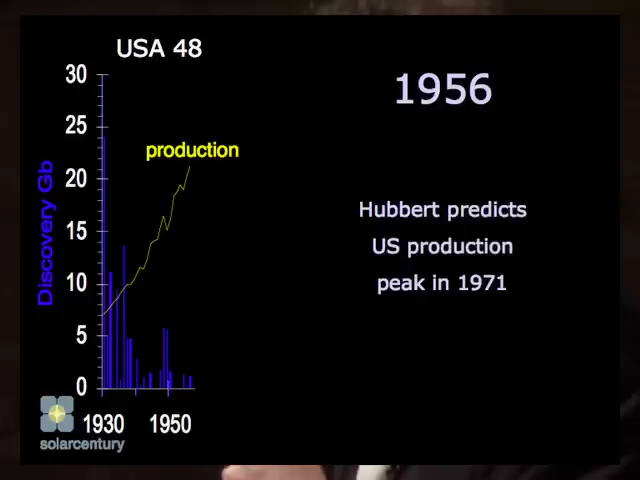 USA 48
1956
30
25
20
15
10
5
0
Discovery Gb
production
Hubbert predicts
US production
peak in 1971
1930
1950
solarcentury